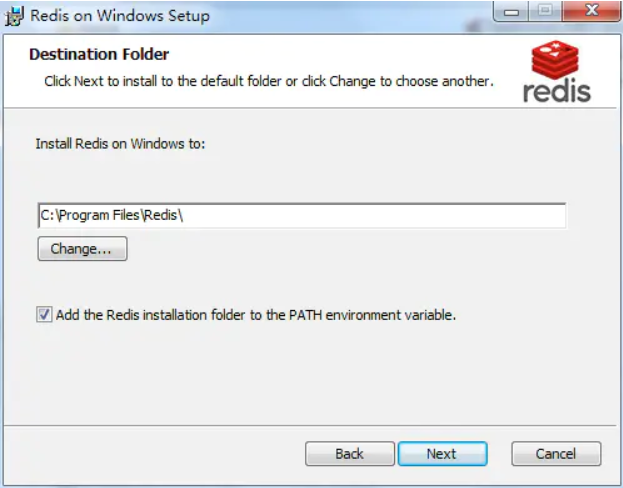 Redis on Windows Setup
Destination Folder
Click Next to install to the default folder or click Change to choose another.
redis
Install Redis on Windows to:
C:\Program Files\Redis\
Change...
Add the Redis installation folder to the PATH environment variable.
Back Next Cancel